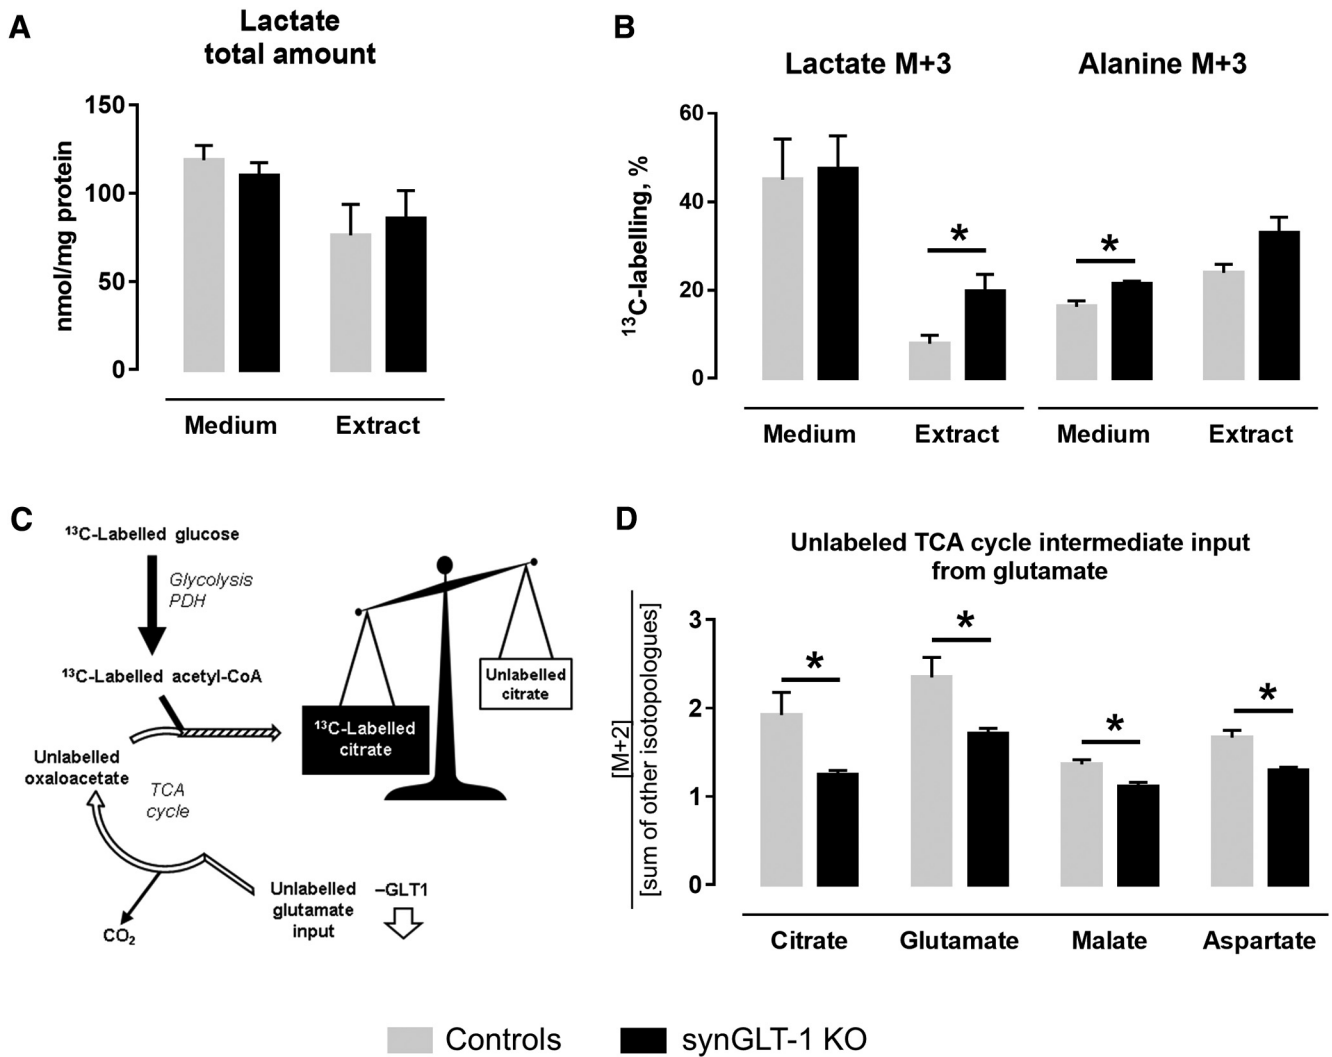 A
Lactate
total amount
150
100
50
0
nmol/mg protein
Medium
Extract
B
Lactate M+3
Alanine M+3
60
40
20
0
¹³C-labelling, %
*
*
Medium
Extract
Medium
Extract
C
¹³C-Labelled glucose
Glycolysis
PDH
¹³C-Labelled acetyl-CoA
Unlabelled
oxaloacetate
TCA
cycle
CO₂
Unlabelled
glutamate
input
–GLT1
¹³C-Labelled
citrate
Unlabelled
citrate
D
Unlabeled TCA cycle intermediate input
from glutamate
[M+2]
[sum of other isotopologues]
3
2
1
0
*
*
*
*
Citrate
Glutamate
Malate
Aspartate
Controls
synGLT-1 KO